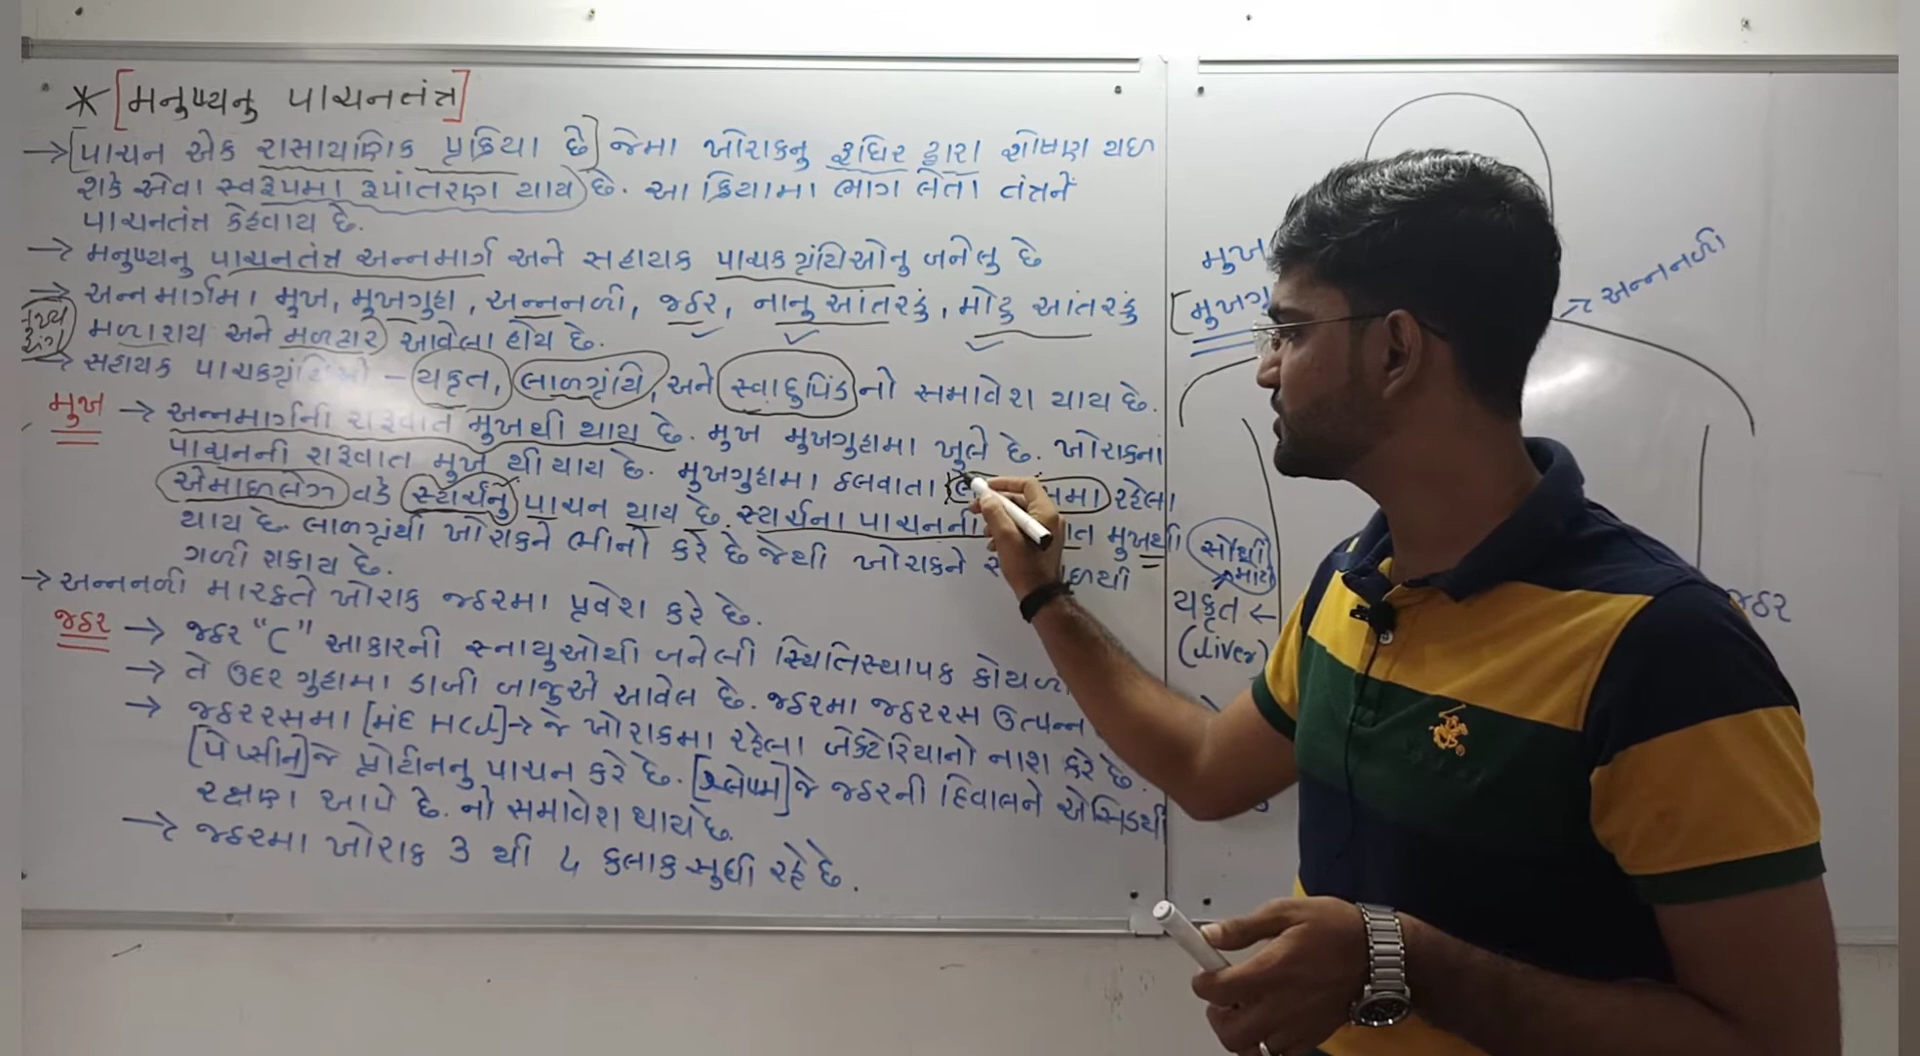 * [મનુષ્યનુ પાચનતંત્ર]
→ [પાચન એક રાસાયણિક પ્રક્રિયા છે] જેમા ખોરાકનુ રુધિર દ્વારા શોષણ થઇ
શકે એવા સ્વરૂપમા રૂપાંતરણ થાય છે. આ ક્રિયામા ભાગ લેતા તંત્રને
પાચનતંત્ર કેહવાય છે.
→ મનુષ્યનુ પાચનતંત્ર અન્નમાર્ગ અને સહાયક પાચકગ્રંથિઓનુ બનેલુ છે
→ અન્નમાર્ગમા મુખ, મુખગુહા, અન્નનળી, જઠર, નાનુ આંતરડું, મોટુ આંતરડું
મુખ્ય
અંગ
મળાશય અને મળદ્વાર આવેલા હોય છે.
→ સહાયક પાચકગ્રંથિઓ - યકૃત, લાળગ્રંથિ, અને સ્વાદુપિંડ નો સમાવેશ થાય છે.
મુખ → અન્નમાર્ગની શરૂવાત મુખથી થાય છે. મુખ મુખગુહામા ખુલે છે. ખોરાકના
પાચનની શરૂવાત મુખ થી થાય છે. મુખગુહામા ઠલવાતા રહેલા
એમાઇલેઝ વડે સ્ટાર્ચનુ પાચન થાય છે. સ્ટાર્ચના પાચનની મુખથી
થાય છે. લાળગ્રંથી ખોરાકને ભીનો કરે છે જેથી ખોરાકને
ગળી શકાય છે.
→ અન્નનળી મારફતે ખોરાક જઠરમા પ્રવેશ કરે છે.
જઠર → જઠર "C" આકારની સ્નાયુઓથી બનેલી સ્થિતિસ્થાપક
→ તે ઉદર ગુહામા ડાબી બાજુએ આવેલ છે. જઠરમા જઠરરસ ઉત્પન્ન
→ જઠરરસમા [મંદ HCl] → જે ખોરાકમા રહેલા બેક્ટેરિયાનો નાશ કરે છે.
[પેપ્સીન] જે પ્રોટીનનુ પાચન કરે છે. [શ્લેષ્મ] જે જઠરની દિવાલને એસિડથી
રક્ષણ આપે છે. નો સમાવેશ થાય છે.
→ જઠરમા ખોરાક 3 થી 4 કલાક સુધી રહે છે.
મુખ
→ અન્નનળી
સૌથી
મોટી
યકૃત ←
(Liver)
જઠર